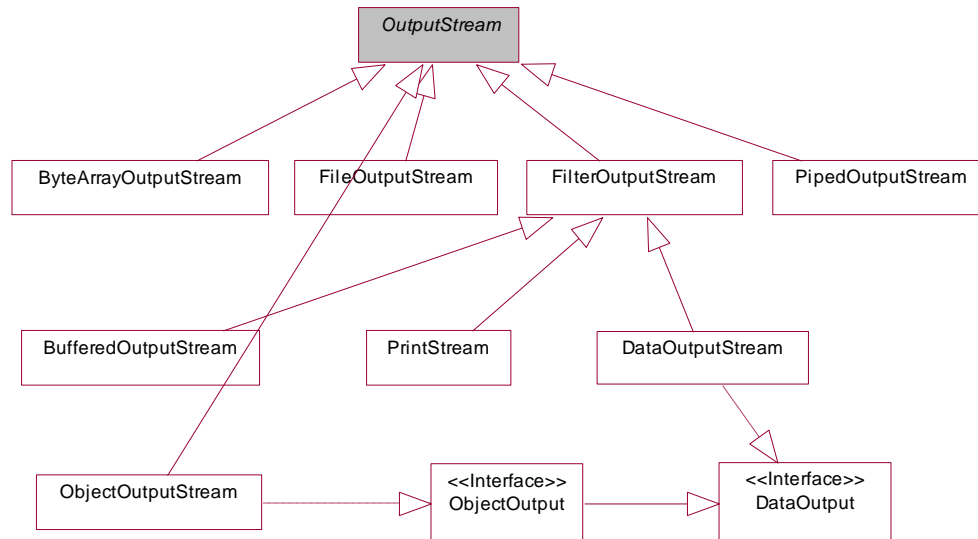 OutputStream
ByteArrayOutputStream
FileOutputStream
FilterOutputStream
PipedOutputStream
BufferedOutputStream
PrintStream
DataOutputStream
ObjectOutputStream
<<Interface>>
ObjectOutput
<<Interface>>
DataOutput